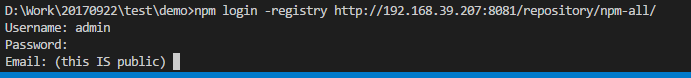 D:\Work\20170922\test\demo>npm login -registry http://192.168.39.207:8081/repository/npm-all/
Username: admin
Password:
Email: (this IS public)